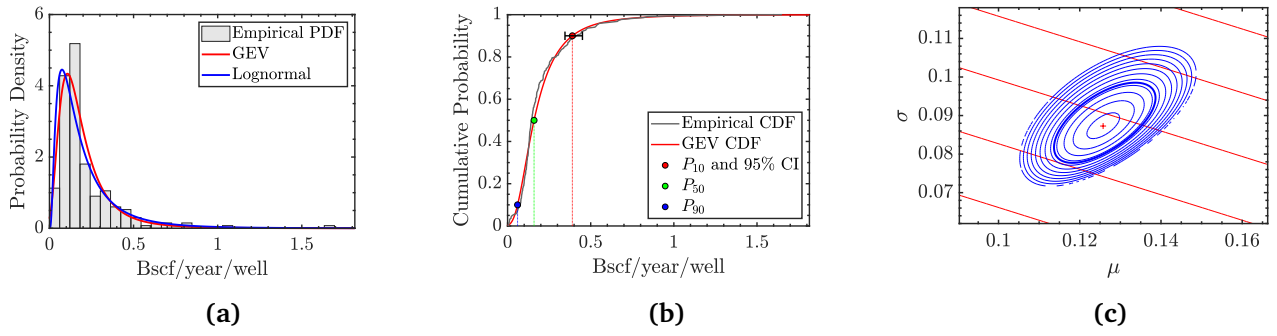 6
4
2
0
Probability Density
Empirical PDF
GEV
Lognormal
0
0.5
1
1.5
Bscf/year/well
(a)
1
0.8
0.6
0.4
0.2
0
Cumulative Probability
Empirical CDF
GEV CDF
P10 and 95% CI
P50
P90
0
0.5
1
1.5
Bscf/year/well
(b)
0.11
0.1
0.09
0.08
0.07
σ
0.1
0.12
0.14
0.16
μ
(c)